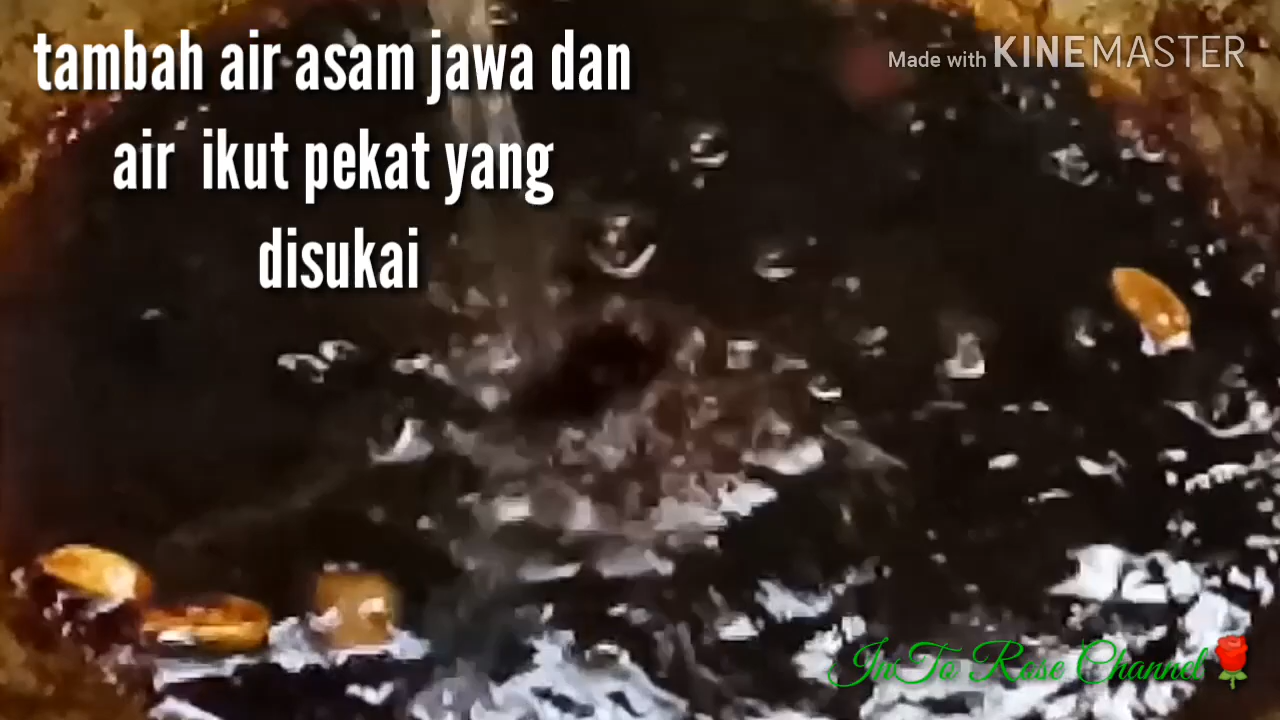 tambah air asam jawa dan
air ikut pekat yang
disukai
Made with KINEMASTER
InTo Rose Channel